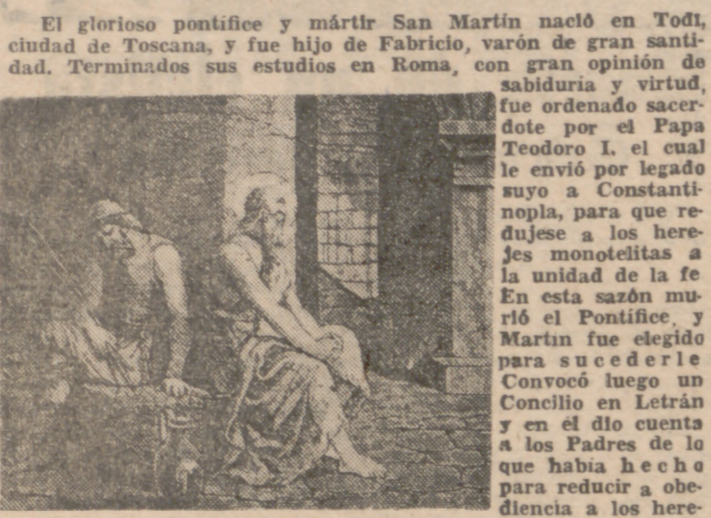 El glorioso pontífice y mártir San Martín nació en Todi,
ciudad de Toscana, y fue hijo de Fabricio, varón de gran santi-
dad. Terminados sus estudios en Roma, con gran opinión de
sabiduría y virtud,
fue ordenado sacer-
dote por el Papa
Teodoro I. el cual
le envió por legado
suyo a Constanti-
nopla, para que re-
dujese a los here-
jes monotelitas a
la unidad de la fe
En esta sazón mu-
rió el Pontífice, y
Martín fue elegido
para sucederle
Convocó luego un
Concilio en Letrán
y en él dio cuenta
a los Padres de lo
que había hecho
para reducir a obe-
diencia a los here-